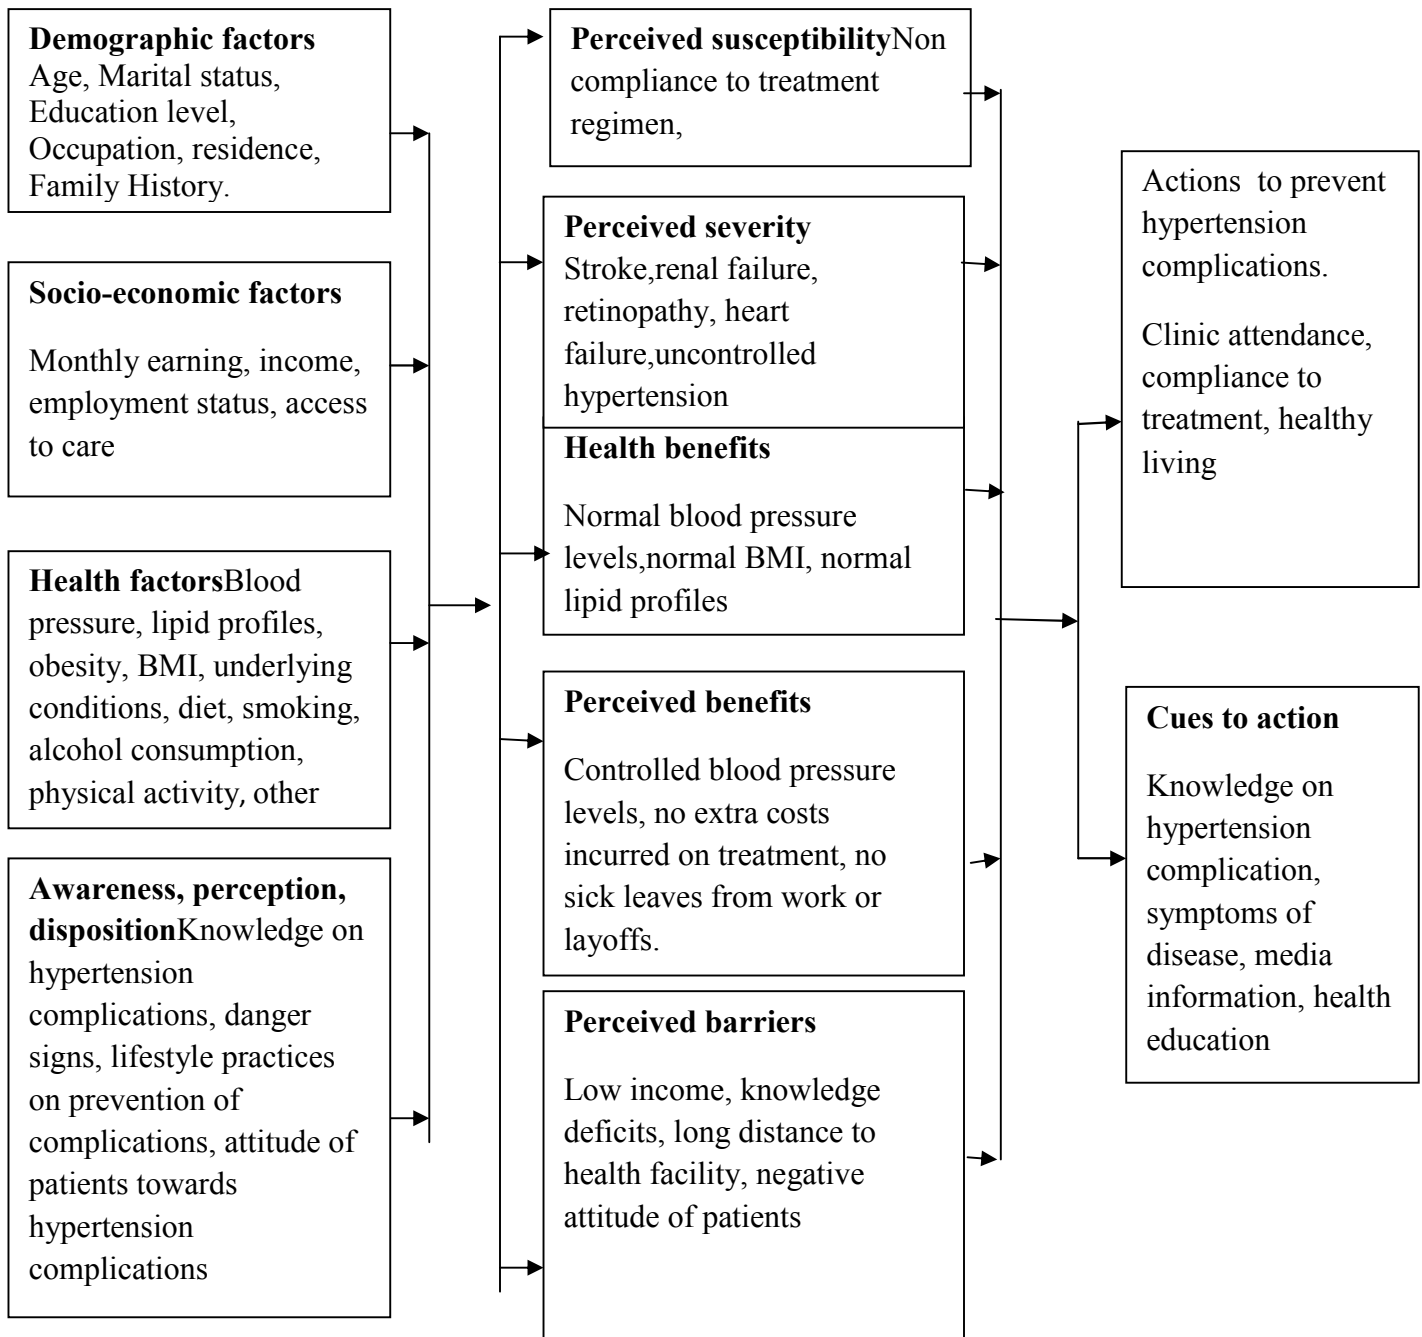 Demographic factors
Age, Marital status,
Education level,
Occupation, residence,
Family History.
Socio-economic factors
Monthly earning, income,
employment status, access
to care
Health factorsBlood
pressure, lipid profiles,
obesity, BMI, underlying
conditions, diet, smoking,
alcohol consumption,
physical activity, other
Awareness, perception,
dispositionKnowledge on
hypertension
complications, danger
signs, lifestyle practices
on prevention of
complications, attitude of
patients towards
hypertension
complications
Perceived susceptibilityNon
compliance to treatment
regimen,
Perceived severity
Stroke,renal failure,
retinopathy, heart
failure,uncontrolled
hypertension
Health benefits
Normal blood pressure
levels,normal BMI, normal
lipid profiles
Perceived benefits
Controlled blood pressure
levels, no extra costs
incurred on treatment, no
sick leaves from work or
layoffs.
Perceived barriers
Low income, knowledge
deficits, long distance to
health facility, negative
attitude of patients
Actions to prevent
hypertension
complications.
Clinic attendance,
compliance to
treatment, healthy
living
Cues to action
Knowledge on
hypertension
complication,
symptoms of
disease, media
information, health
education